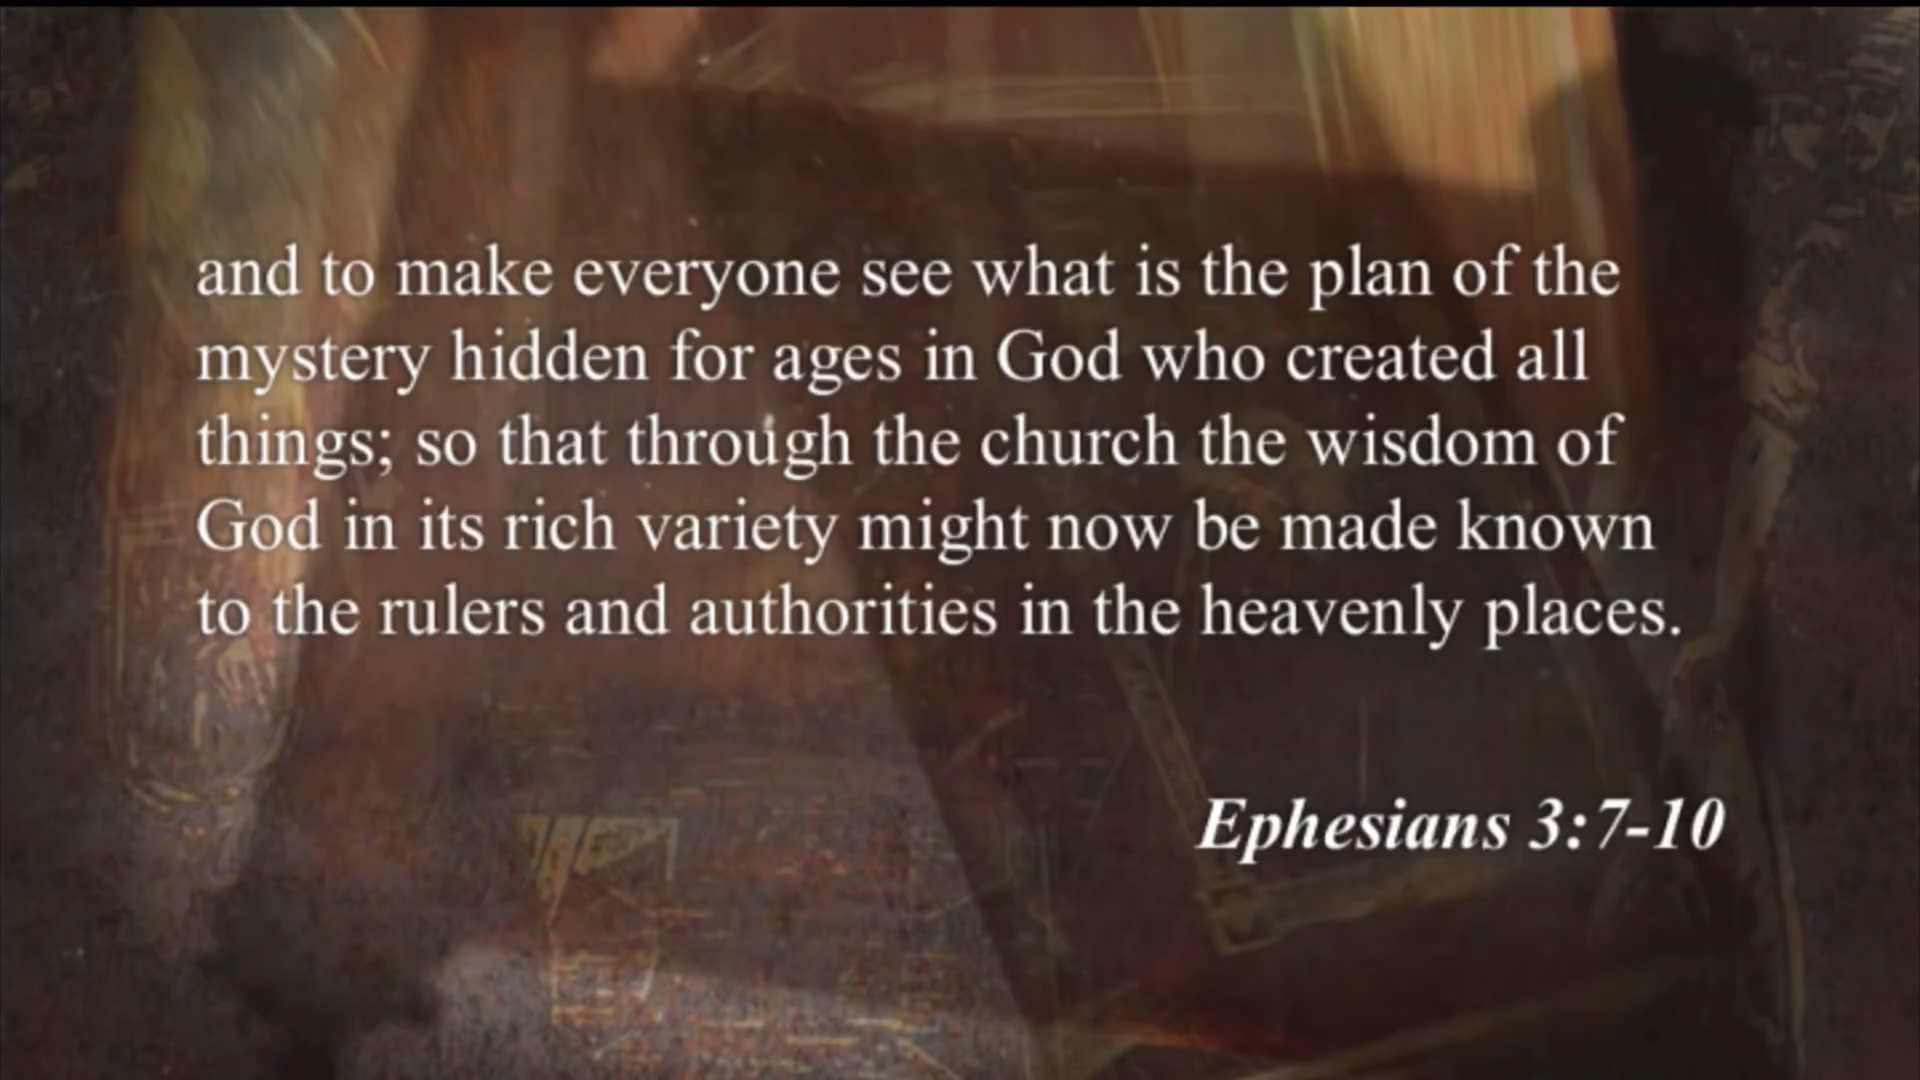 and to make everyone see what is the plan of the
mystery hidden for ages in God who created all
things; so that through the church the wisdom of
God in its rich variety might now be made known
to the rulers and authorities in the heavenly places.
Ephesians 3:7-10